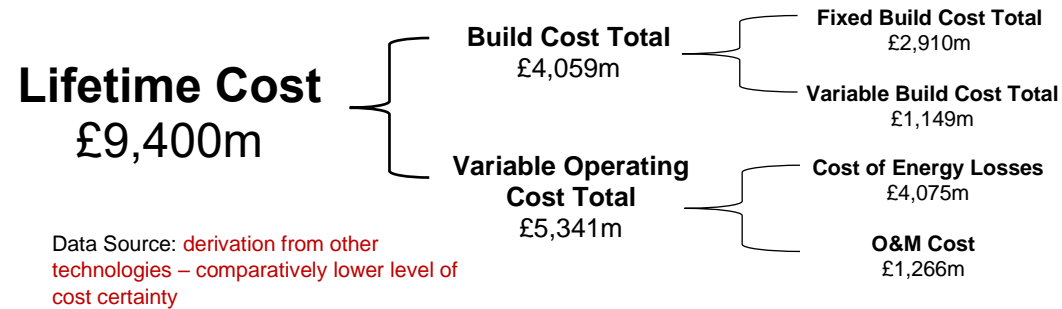 Lifetime Cost
£9,400m
Build Cost Total
£4,059m
Fixed Build Cost Total
£2,910m
Variable Build Cost Total
£1,149m
Variable Operating
Cost Total
£5,341m
Cost of Energy Losses
£4,075m
O&M Cost
£1,266m
Data Source: derivation from other
technologies – comparatively lower level of
cost certainty